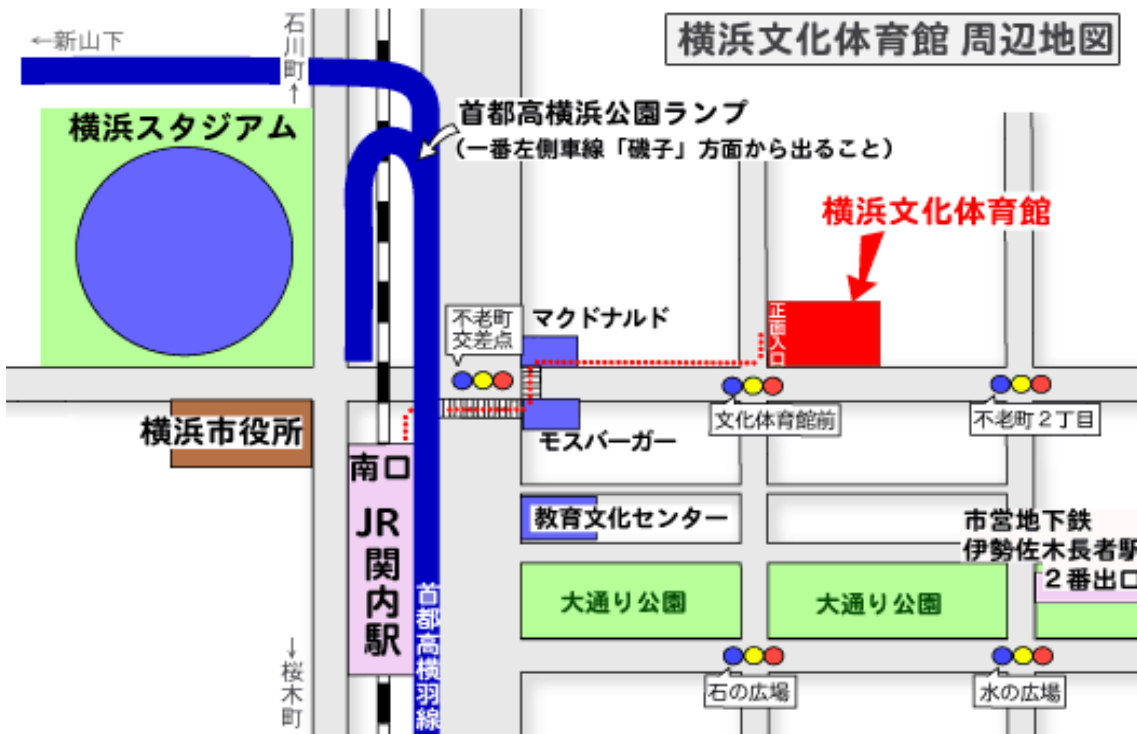 横浜文化体育館 周辺地図
←新山下
石川町→
横浜スタジアム
首都高横浜公園ランプ
(一番左側車線「磯子」方面から出ること)
横浜文化体育館
正面入口
不老町
交差点
マクドナルド
横浜市役所
モスバーガー
文化体育館前
不老町2丁目
南口
JR関内駅
教育文化センター
市営地下鉄
伊勢佐木長者駅
2番出口
首都高横羽線
大通り公園
大通り公園
←桜木町
石の広場
水の広場